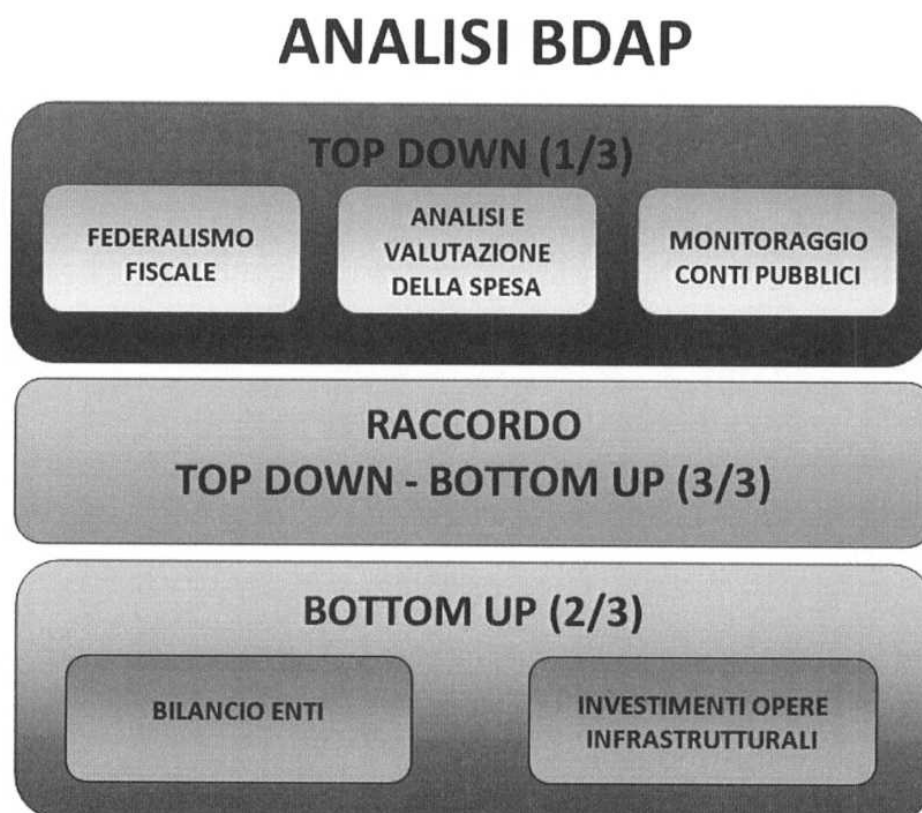 ANALISI BDAP
TOP DOWN (1/3)
FEDERALISMO
FISCALE
ANALISI E
VALUTAZIONE
DELLA SPESA
MONITORAGGIO
CONTI PUBBLICI
RACCORDO
TOP DOWN - BOTTOM UP (3/3)
BOTTOM UP (2/3)
BILANCIO ENTI
INVESTIMENTI OPERE
INFRASTRUTTURALI